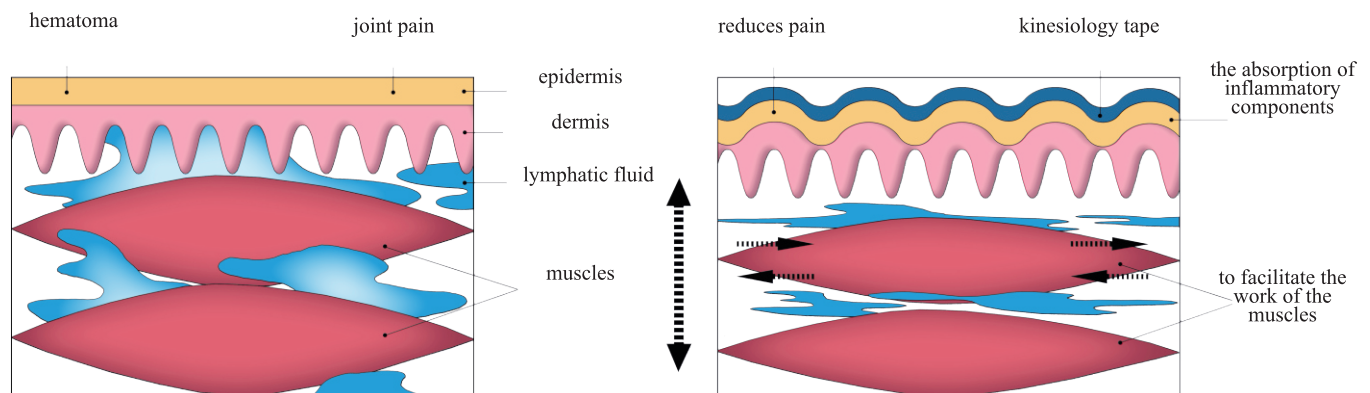 hematoma
joint pain
epidermis
dermis
lymphatic fluid
muscles
reduces pain
kinesiology tape
the absorption of
inflammatory
components
to facilitate the
work of the
muscles